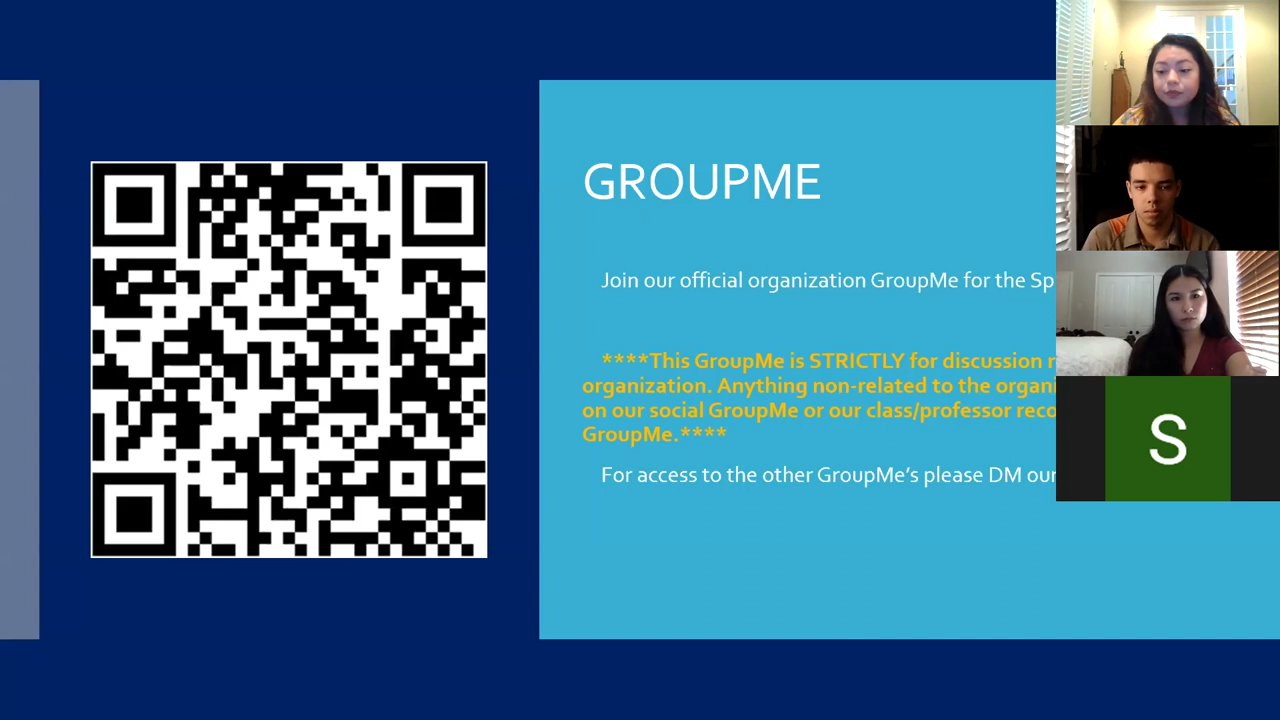 GROUPME
Join our official organization GroupMe for the Sp
****This GroupMe is STRICTLY for discussion
organization. Anything non-related to the
on our social GroupMe or our class/professor
GroupMe.****
For access to the other GroupMe's please DM our
S